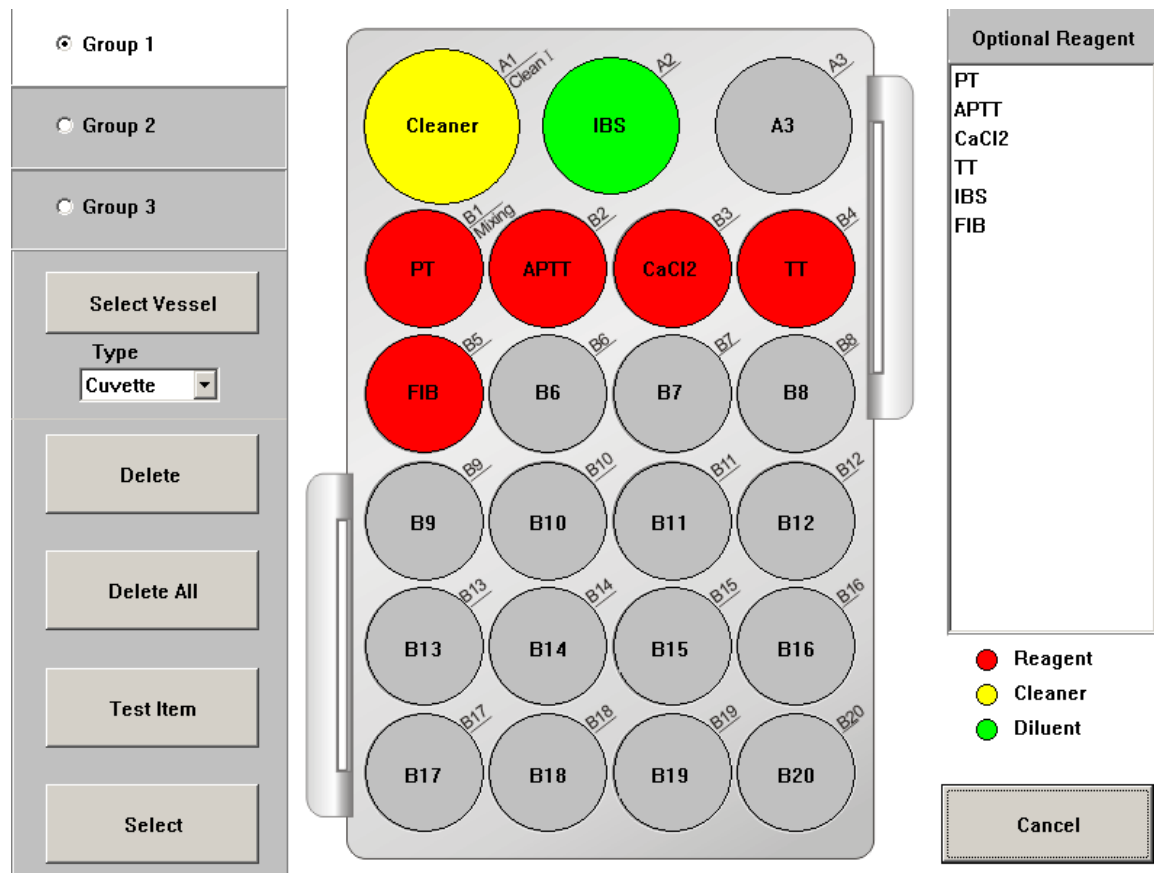 Group 1
Group 2
Group 3
Select Vessel
Type
Cuvette
Delete
Delete All
Test Item
Select
A1
Clean I
A2
A3
Cleaner
IBS
A3
B1
Mixing
B2
B3
B4
PT
APTT
CaCl2
TT
B5
B6
B7
B8
FIB
B6
B7
B8
B9
B10
B11
B12
B9
B10
B11
B12
B13
B14
B15
B16
B13
B14
B15
B16
B17
B18
B19
B20
B17
B18
B19
B20
Optional Reagent
PT
APTT
CaCl2
TT
IBS
FIB
Reagent
Cleaner
Diluent
Cancel